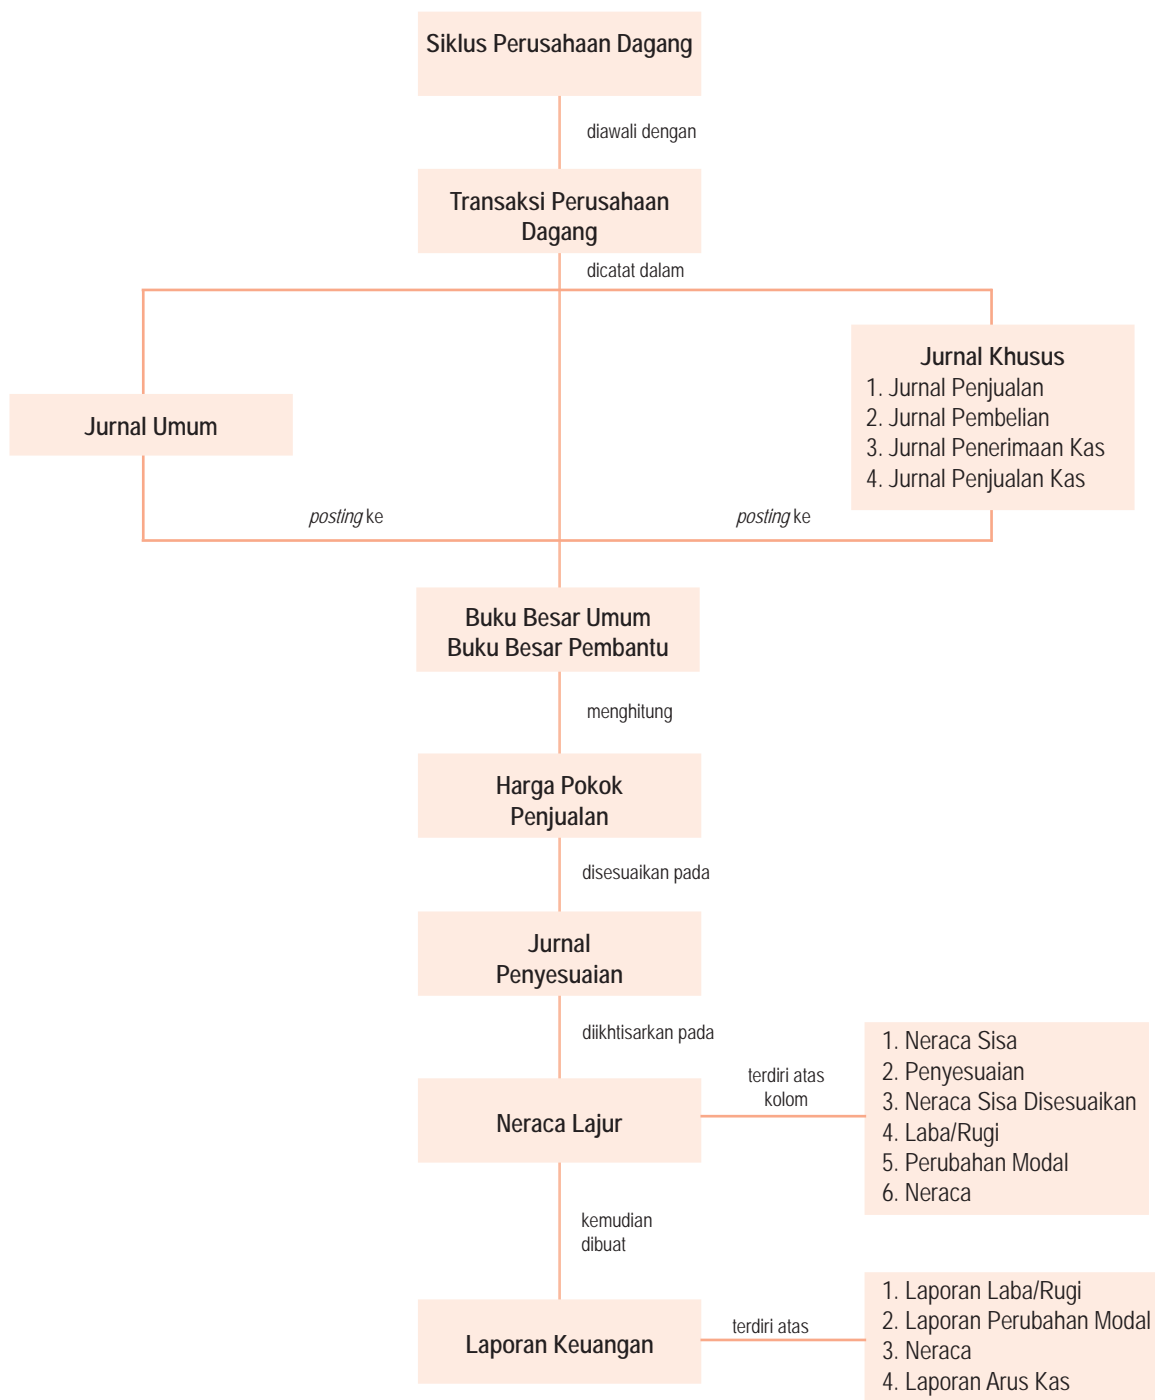 Siklus Perusahaan Dagang
diawali dengan
Transaksi Perusahaan
Dagang
dicatat dalam
Jurnal Umum
Jurnal Khusus
1. Jurnal Penjualan
2. Jurnal Pembelian
3. Jurnal Penerimaan Kas
4. Jurnal Penjualan Kas
posting ke
posting ke
Buku Besar Umum
Buku Besar Pembantu
menghitung
Harga Pokok
Penjualan
disesuaikan pada
Jurnal
Penyesuaian
diikhtisarkan pada
Neraca Lajur
terdiri atas
kolom
1. Neraca Sisa
2. Penyesuaian
3. Neraca Sisa Disesuaikan
4. Laba/Rugi
5. Perubahan Modal
6. Neraca
kemudian
dibuat
Laporan Keuangan
terdiri atas
1. Laporan Laba/Rugi
2. Laporan Perubahan Modal
3. Neraca
4. Laporan Arus Kas